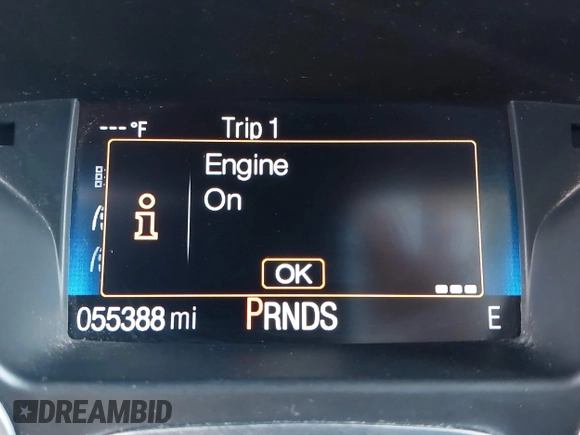 --- °F Trip 1
Engine
On
i
OK
055388 mi PRNDS E
DREAMBID